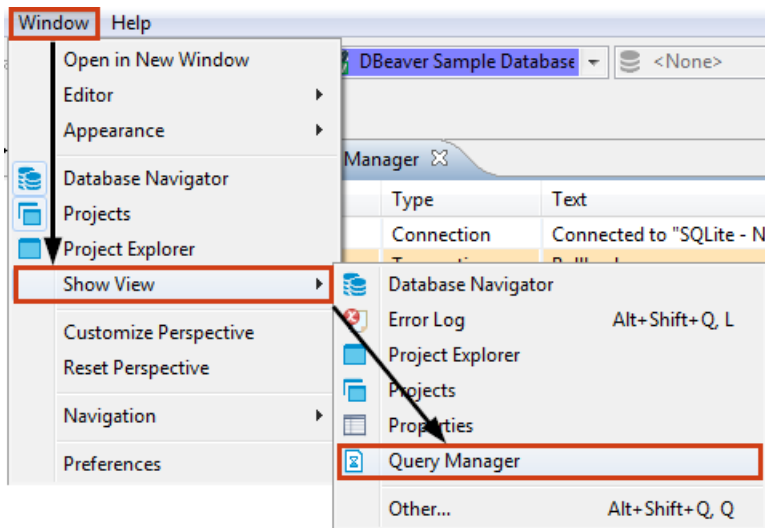 Window Help
Open in New Window
DBeaver Sample Database
<None>
Editor
Appearance
Manager
Database Navigator
Type Text
Projects
Connection Connected to "SQLite - N
Project Explorer
Show View
Database Navigator
Error Log Alt+Shift+Q, L
Customize Perspective
Project Explorer
Reset Perspective
Projects
Navigation
Properties
Preferences
Query Manager
Other... Alt+Shift+Q, Q